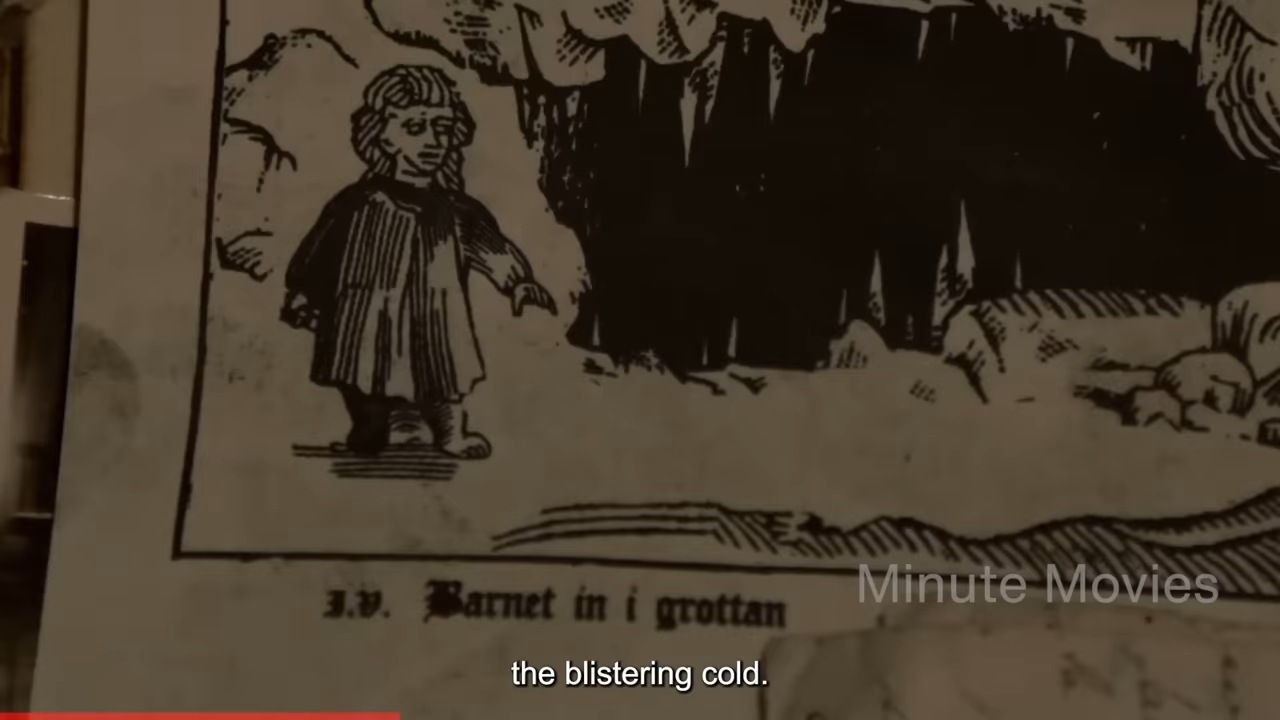 Minute Movies
I.V. Barnet in i grottan
the blistering cold.